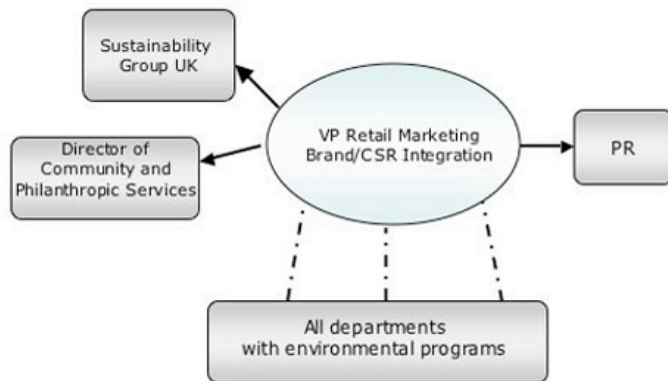 Sustainability
Group UK
VP Retail Marketing
Brand/CSR Integration
PR
Director of
Community and
Philanthropic Services
All departments
with environmental programs